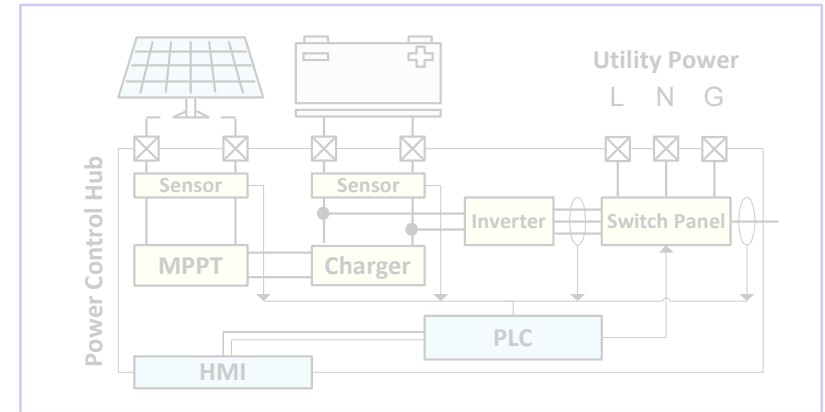 Utility Power
L N G
Power Control Hub
Sensor
Sensor
Inverter
Switch Panel
MPPT
Charger
PLC
HMI